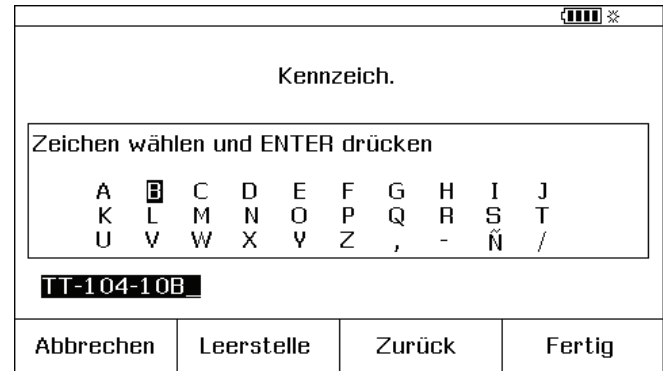 Kennzeich.
Zeichen wählen und ENTER drücken
A B C D E F G H I J
K L M N O P Q R S T
U V W X Y Z , - Ñ /
TT-104-10B_
Abbrechen Leerstelle Zurück Fertig